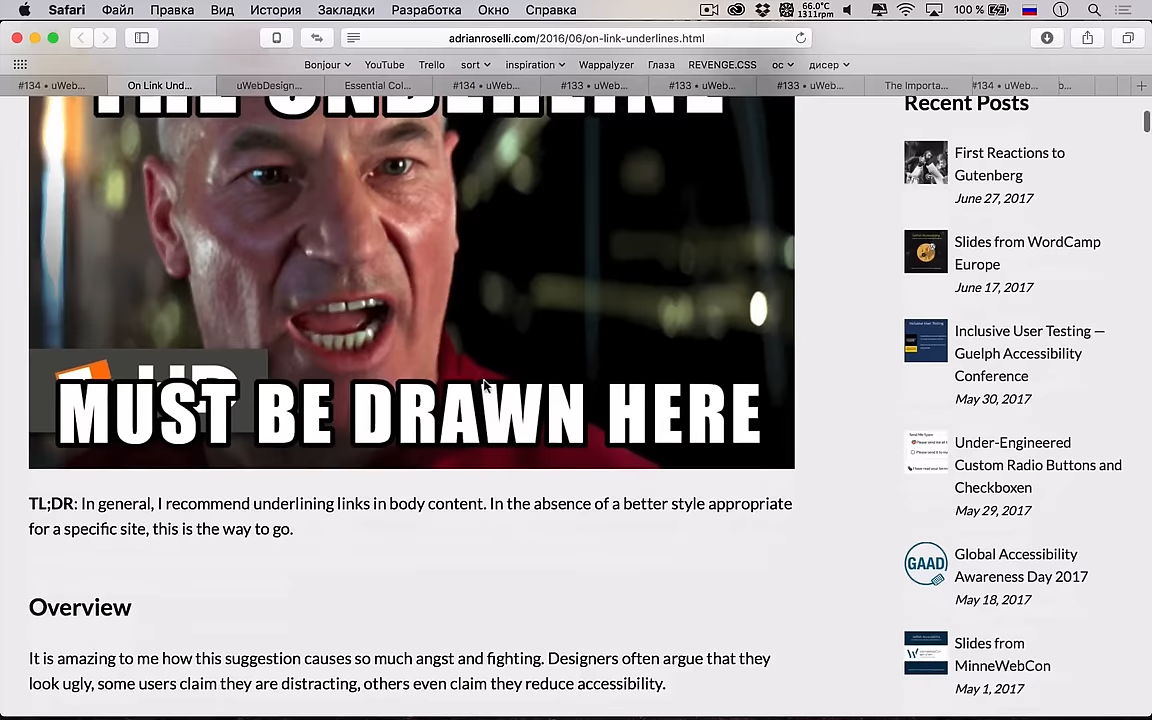 Safari Файл Правка Вид История Закладки Разработка Окно Справка 66.0°C 1311rpm 100 %
adrianroselli.com/2016/06/on-link-underlines.html
Bonjour YouTube Trello sort inspiration Wappalyzer Глаза REVENGE.CSS ос дисер
#134 • uWeb... On Link Und... uWebDesign... Essential Col... #134 • uWeb... #133 • uWeb... #133 • uWeb... #133 • uWeb... The Importa... #134 • uWeb... b...
THE UNDERLINE
MUST BE DRAWN HERE
TL;DR: In general, I recommend underlining links in body content. In the absence of a better style appropriate
for a specific site, this is the way to go.
Overview
It is amazing to me how this suggestion causes so much angst and fighting. Designers often argue that they
look ugly, some users claim they are distracting, others even claim they reduce accessibility.
Recent Posts
First Reactions to
Gutenberg
June 27, 2017
Slides from WordCamp
Europe
June 17, 2017
Inclusive User Testing —
Guelph Accessibility
Conference
May 30, 2017
Under-Engineered
Custom Radio Buttons and
Checkboxen
May 29, 2017
GAAD
Global Accessibility
Awareness Day 2017
May 18, 2017
Slides from
MinneWebCon
May 1, 2017